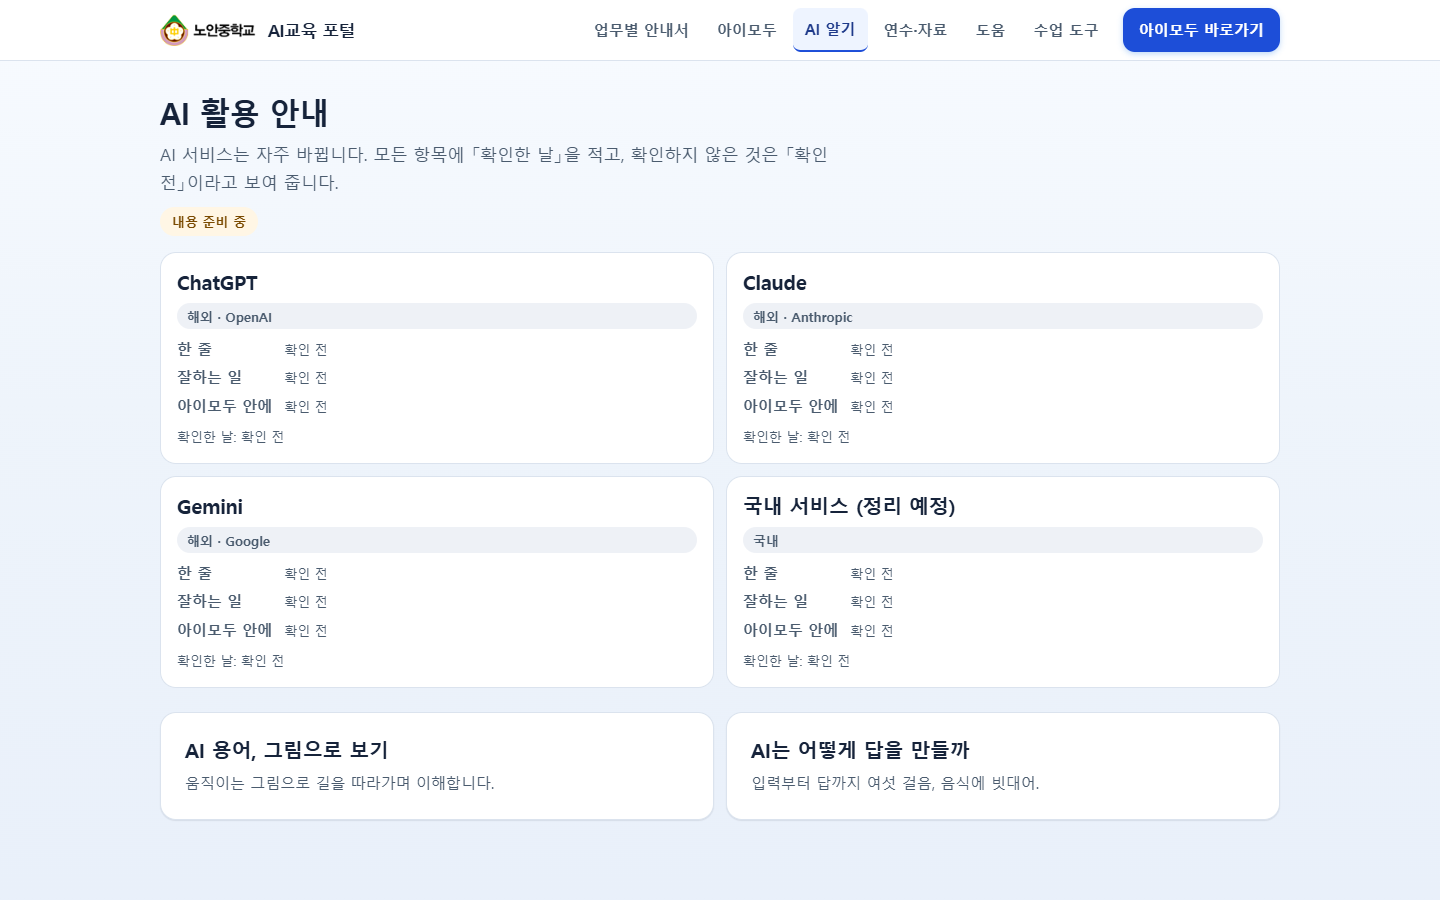 노안중학교 AI교육 포털
업무별 안내서 아이모두 AI 알기 연수·자료 도움 수업 도구 아이모두 바로가기
AI 활용 안내
AI 서비스는 자주 바뀝니다. 모든 항목에 「확인한 날」을 적고, 확인하지 않은 것은 「확인
전」이라고 보여 줍니다.
내용 준비 중
ChatGPT
해외 · OpenAI
한 줄 확인 전
잘하는 일 확인 전
아이모두 안에 확인 전
확인한 날: 확인 전
Claude
해외 · Anthropic
한 줄 확인 전
잘하는 일 확인 전
아이모두 안에 확인 전
확인한 날: 확인 전
Gemini
해외 · Google
한 줄 확인 전
잘하는 일 확인 전
아이모두 안에 확인 전
확인한 날: 확인 전
국내 서비스 (정리 예정)
국내
한 줄 확인 전
잘하는 일 확인 전
아이모두 안에 확인 전
확인한 날: 확인 전
AI 용어, 그림으로 보기
움직이는 그림으로 길을 따라가며 이해합니다.
AI는 어떻게 답을 만들까
입력부터 답까지 여섯 걸음, 음식에 빗대어.